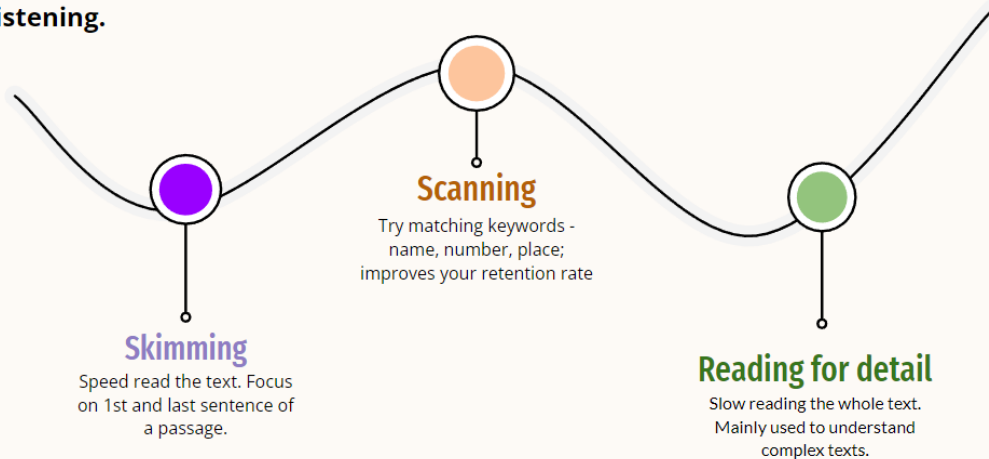 istening.
Scanning
Try matching keywords -
name, number, place;
improves your retention rate
Skimming
Speed read the text. Focus
on 1st and last sentence of
a passage.
Reading for detail
Slow reading the whole text.
Mainly used to understand
complex texts.